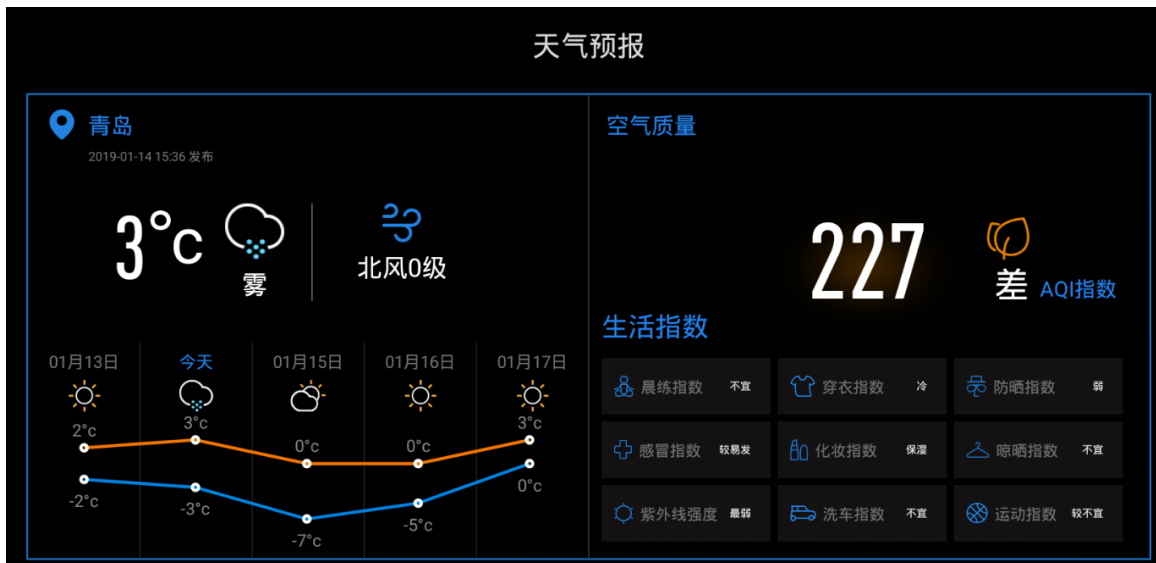 天气预报
青岛
2019-01-14 15:36 发布
3°c
雾
北风0级
01月13日 今天 01月15日 01月16日 01月17日
2°c 3°c 0°c 0°c 3°c
-2°c -3°c -7°c -5°c 0°c
空气质量
227
差 AQI指数
生活指数
晨练指数 不宜 穿衣指数 冷 防晒指数 弱
感冒指数 较易发 化妆指数 保湿 晾晒指数 不宜
紫外线强度 最弱 洗车指数 不宜 运动指数 较不宜